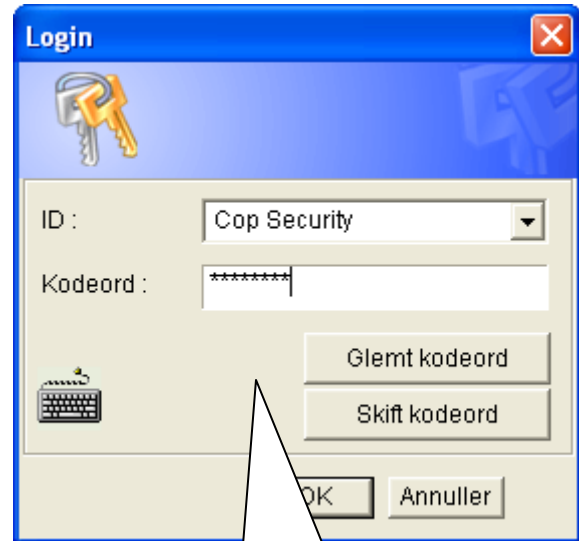 Login
ID : Cop Security
Kodeord : ********
Glemt kodeord
Skift kodeord
OK Annuller